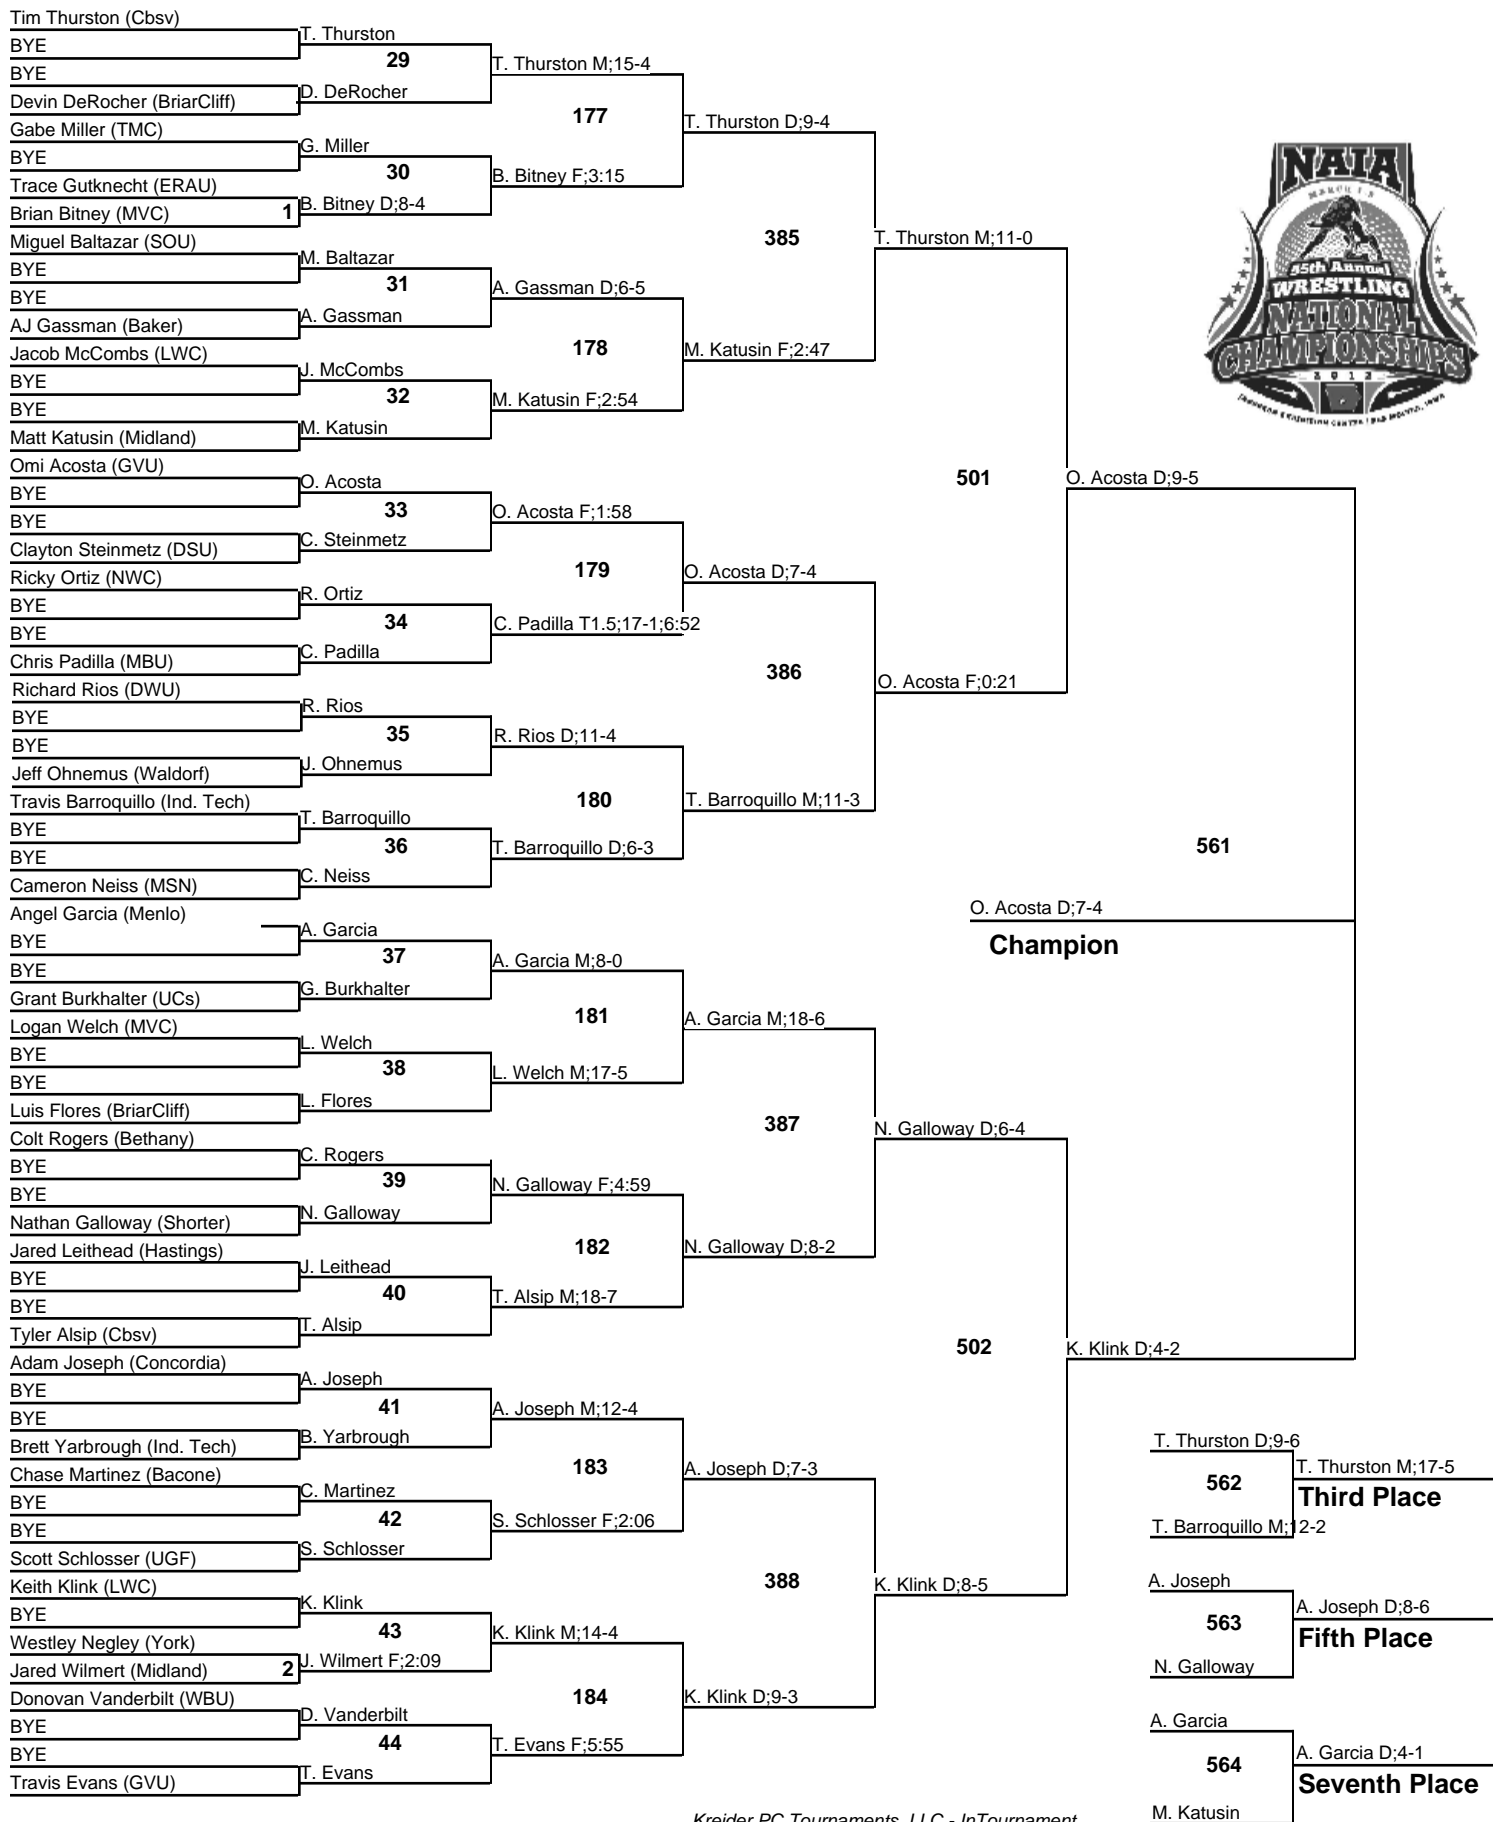 Tim Thurston (Cbsv)
BYE
BYE
Devin DeRocher (BriarCliff)
Gabe Miller (TMC)
BYE
Trace Gutknecht (ERAU)
Brian Bitney (MVC) 1
Miguel Baltazar (SOU)
BYE
BYE
AJ Gassman (Baker)
Jacob McCombs (LWC)
BYE
BYE
Matt Katusin (Midland)
Omi Acosta (GVU)
BYE
BYE
Clayton Steinmetz (DSU)
Ricky Ortiz (NWC)
BYE
BYE
Chris Padilla (MBU)
Richard Rios (DWU)
BYE
BYE
Jeff Ohnemus (Waldorf)
Travis Barroquillo (Ind. Tech)
BYE
BYE
Cameron Neiss (MSN)
Angel Garcia (Menlo)
BYE
BYE
Grant Burkhalter (UCs)
Logan Welch (MVC)
BYE
BYE
Luis Flores (BriarCliff)
Colt Rogers (Bethany)
BYE
BYE
Nathan Galloway (Shorter)
Jared Leithead (Hastings)
BYE
BYE
Tyler Alsip (Cbsv)
Adam Joseph (Concordia)
BYE
BYE
Brett Yarbrough (Ind. Tech)
Chase Martinez (Bacone)
BYE
BYE
Scott Schlosser (UGF)
Keith Klink (LWC)
BYE
Westley Negley (York)
Jared Wilmert (Midland) 2
Donovan Vanderbilt (WBU)
BYE
BYE
Travis Evans (GVU)
T. Thurston
29
D. DeRocher
G. Miller
30
B. Bitney D;8-4
M. Baltazar
31
A. Gassman
J. McCombs
32
M. Katusin
O. Acosta
33
C. Steinmetz
R. Ortiz
34
C. Padilla
R. Rios
35
J. Ohnemus
T. Barroquillo
36
C. Neiss
A. Garcia
37
G. Burkhalter
L. Welch
38
L. Flores
C. Rogers
39
N. Galloway
J. Leithead
40
T. Alsip
A. Joseph
41
B. Yarbrough
C. Martinez
42
S. Schlosser
K. Klink
43
J. Wilmert F;2:09
D. Vanderbilt
44
T. Evans
T. Thurston M;15-4
177
B. Bitney F;3:15
A. Gassman D;6-5
178
M. Katusin F;2:54
O. Acosta F;1:58
179
C. Padilla T1.5;17-1;6:52
R. Rios D;11-4
180
T. Barroquillo D;6-3
A. Garcia M;8-0
181
L. Welch M;17-5
N. Galloway F;4:59
182
T. Alsip M;18-7
A. Joseph M;12-4
183
S. Schlosser F;2:06
K. Klink M;14-4
184
T. Evans F;5:55
T. Thurston D;9-4
385
M. Katusin F;2:47
O. Acosta D;7-4
386
T. Barroquillo M;11-3
A. Garcia M;18-6
387
N. Galloway D;8-2
A. Joseph D;7-3
388
K. Klink D;9-3
T. Thurston M;11-0
501
O. Acosta F;0:21
N. Galloway D;6-4
502
K. Klink D;8-5
O. Acosta D;9-5
561
K. Klink D;4-2
O. Acosta D;7-4
Champion
NAIA
55th Annual
WRESTLING
NATIONAL
CHAMPIONSHIPS
2012
T. Thurston D;9-6
562
T. Barroquillo M;12-2
T. Thurston M;17-5
Third Place
A. Joseph
563
N. Galloway
A. Joseph D;8-6
Fifth Place
A. Garcia
564
M. Katusin
A. Garcia D;4-1
Seventh Place
Kreider PC Tournaments, LLC - InTournament